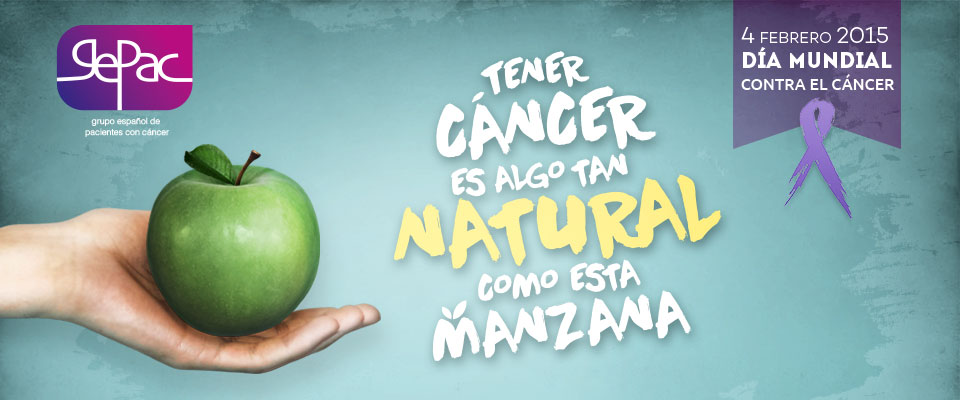 gepac
grupo español de
pacientes con cáncer
TENER
CÁNCER
ES ALGO TAN
NATURAL
COMO ESTA
MANZANA
4 FEBRERO 2015
DÍA MUNDIAL
CONTRA EL CÁNCER